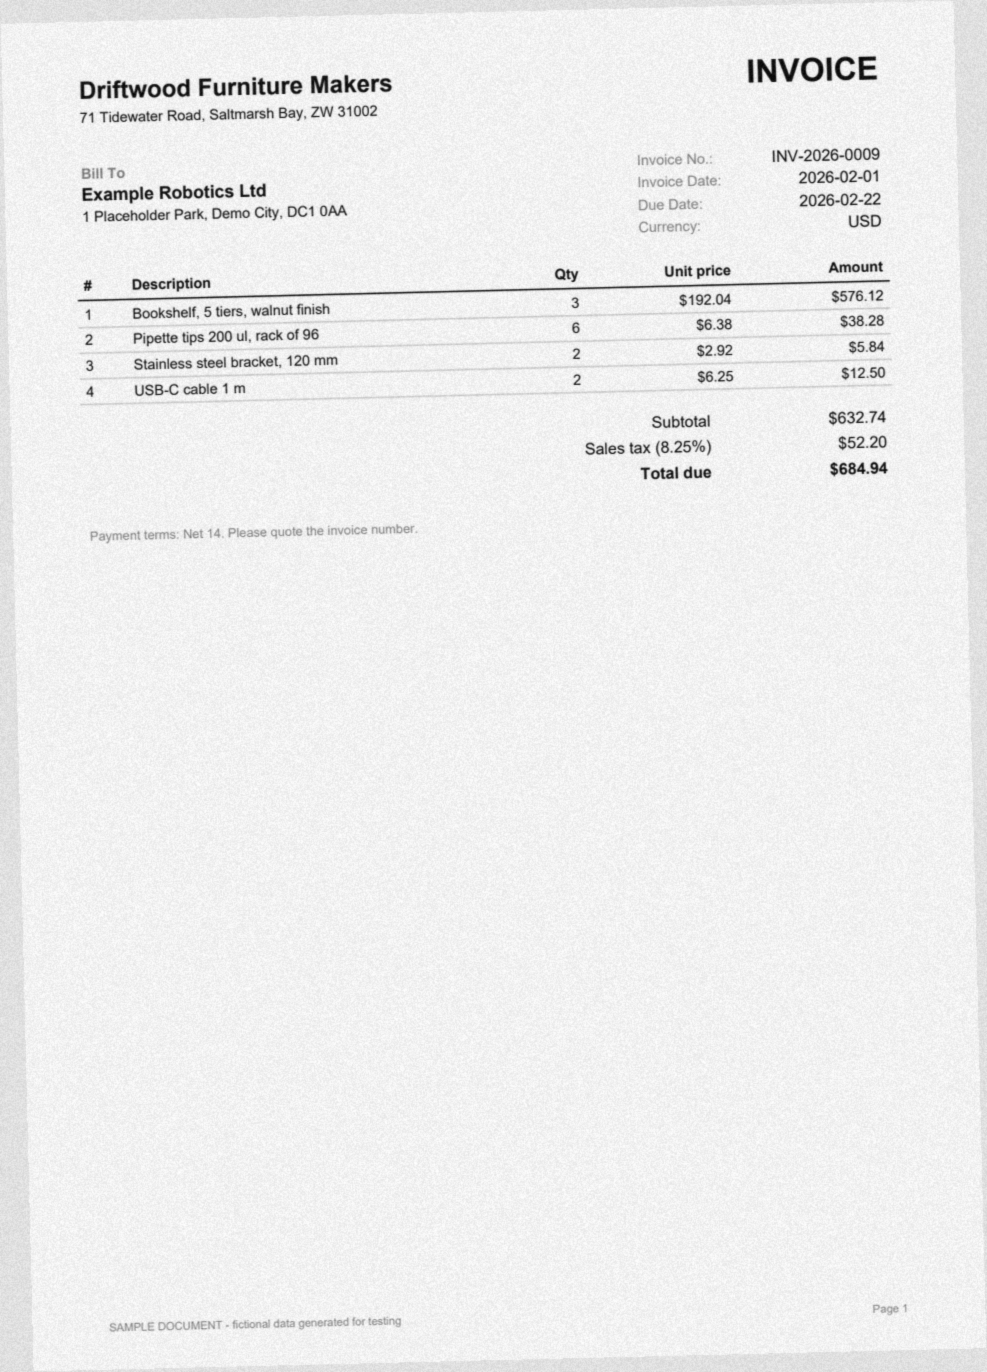 Driftwood Furniture Makers
71 Tidewater Road, Saltmarsh Bay, ZW 31002
INVOICE
Bill To
Example Robotics Ltd
1 Placeholder Park, Demo City, DC1 0AA
Invoice No.: INV-2026-0009
Invoice Date: 2026-02-01
Due Date: 2026-02-22
Currency: USD
# Description Qty Unit price Amount
1 Bookshelf, 5 tiers, walnut finish 3 $192.04 $576.12
2 Pipette tips 200 ul, rack of 96 6 $6.38 $38.28
3 Stainless steel bracket, 120 mm 2 $2.92 $5.84
4 USB-C cable 1 m 2 $6.25 $12.50
Subtotal $632.74
Sales tax (8.25%) $52.20
Total due $684.94
Payment terms: Net 14. Please quote the invoice number.
SAMPLE DOCUMENT - fictional data generated for testing
Page 1